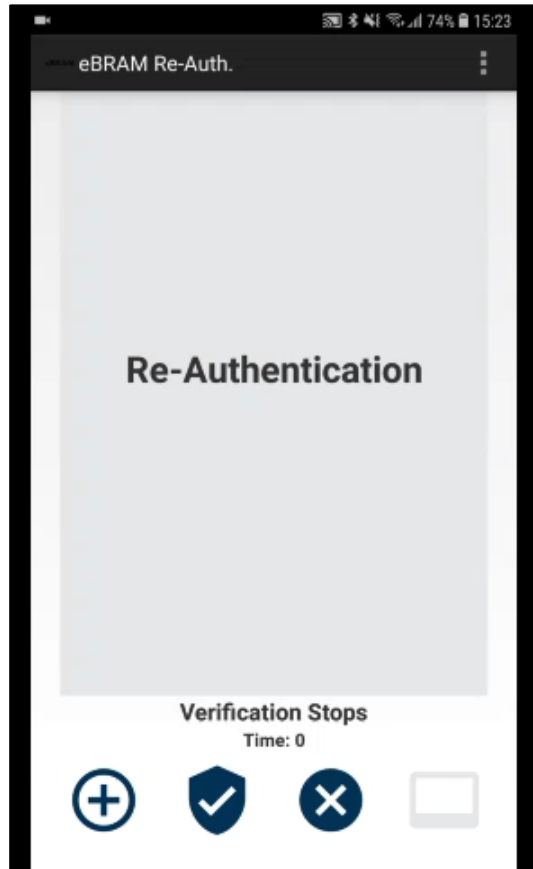 74% 15:23
eBRAM Re-Auth.
Re-Authentication
Verification Stops
Time: 0